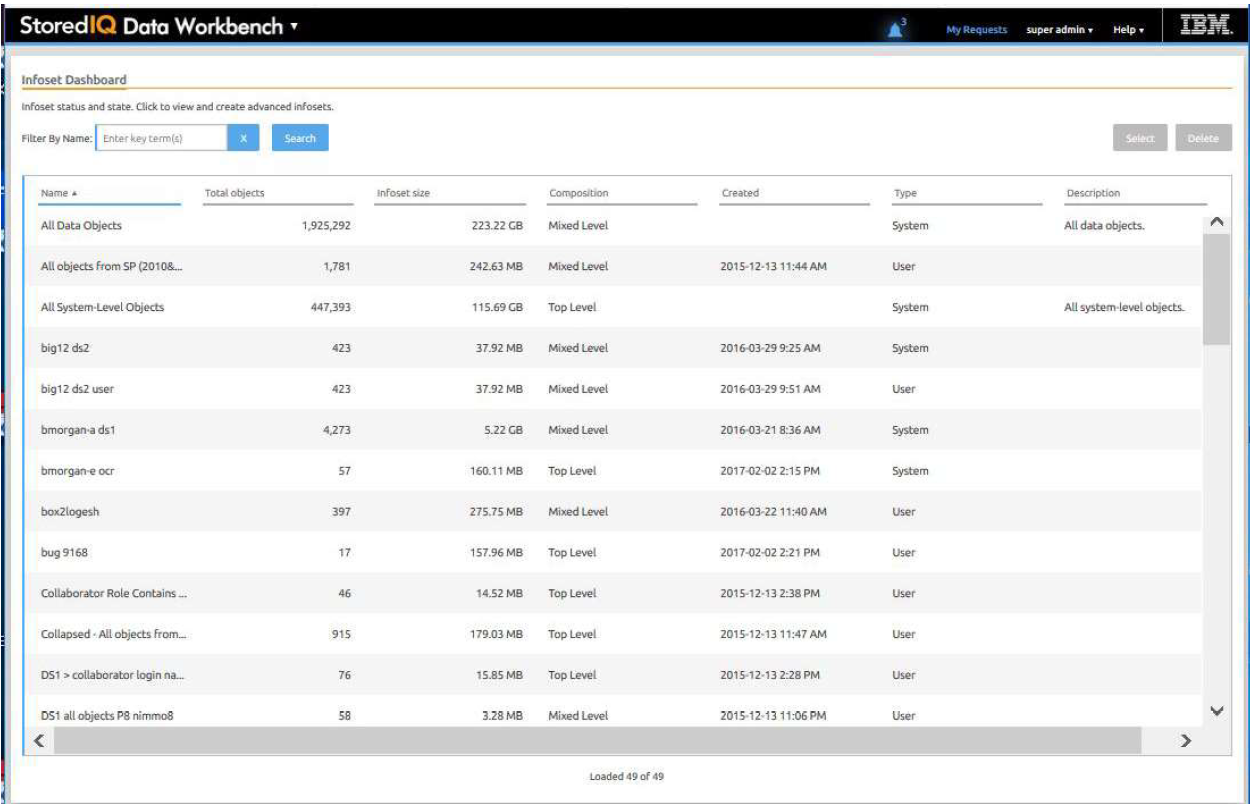 StoredIQ Data Workbench ▾ 3 My Requests super admin ▾ Help ▾ IBM.
Infoset Dashboard
Infoset status and state. Click to view and create advanced infosets.
Filter By Name: Enter key term(s) X Search Select Delete
Name ▴ Total objects Infoset size Composition Created Type Description
All Data Objects 1,925,292 223.22 GB Mixed Level System All data objects.
All objects from SP (2010&... 1,781 242.63 MB Mixed Level 2015-12-13 11:44 AM User
All System-Level Objects 447,393 115.69 GB Top Level System All system-level objects.
big12 ds2 423 37.92 MB Mixed Level 2016-03-29 9:25 AM System
big12 ds2 user 423 37.92 MB Mixed Level 2016-03-29 9:51 AM User
bmorgan-a ds1 4,273 5.22 GB Mixed Level 2016-03-21 8:36 AM System
bmorgan-e ocr 57 160.11 MB Top Level 2017-02-02 2:15 PM System
box2logesh 397 275.75 MB Mixed Level 2016-03-22 11:40 AM User
bug 9168 17 157.96 MB Top Level 2017-02-02 2:21 PM User
Collaborator Role Contains ... 46 14.52 MB Top Level 2015-12-13 2:38 PM User
Collapsed - All objects from... 915 179.03 MB Top Level 2015-12-13 11:47 AM User
DS1 > collaborator login na... 76 15.85 MB Top Level 2015-12-13 2:28 PM User
DS1 all objects P8 nimmo8 58 3.28 MB Mixed Level 2015-12-13 11:06 PM User
Loaded 49 of 49